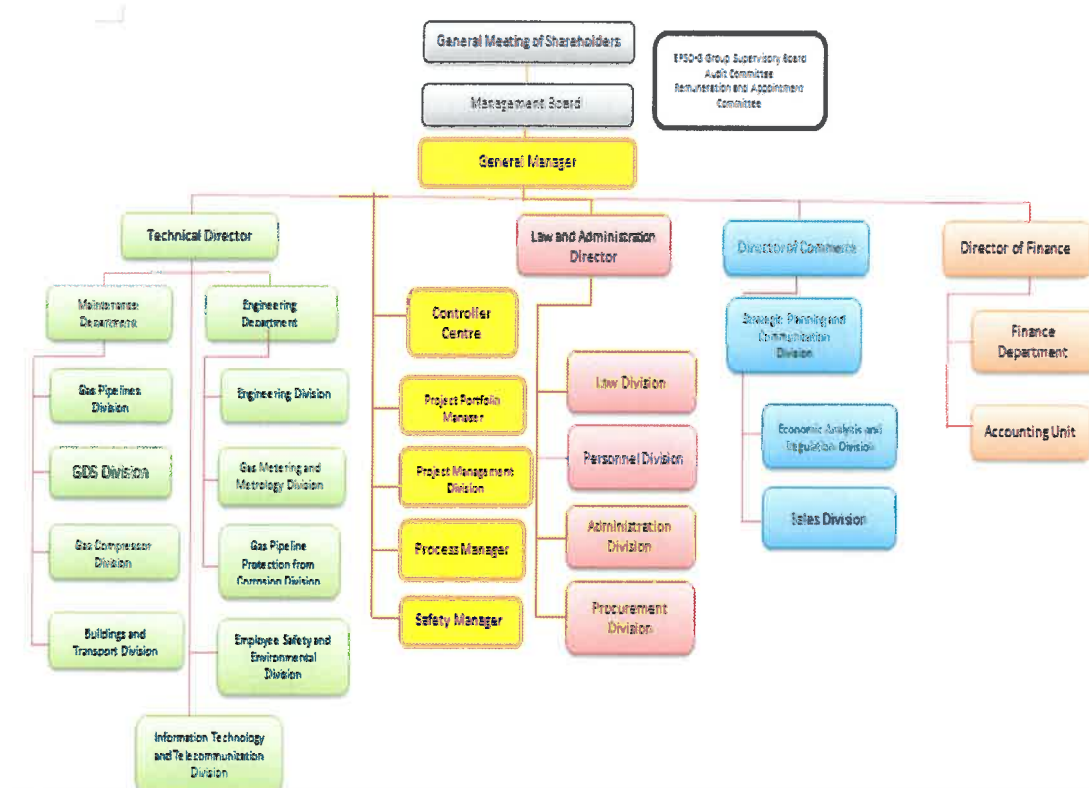 General Meeting of Shareholders
EPSO-G Group Supervisory Board
Audit Committee
Remuneration and Appointment
Committee
Management Board
General Manager
Technical Director
Law and Administration
Director
Director of Commerce
Director of Finance
Maintenance
Department
Engineering
Department
Controller
Centre
Strategic Planning and
Communication
Division
Finance
Department
Gas Pipelines
Division
Engineering Division
Project Portfolio
Manager
Law Division
Economic Analysis and
Regulation Division
Accounting Unit
GDS Division
Gas Metering and
Metrology Division
Project Management
Division
Personnel Division
Sales Division
Gas Compressor
Division
Gas Pipeline
Protection from
Corrosion Division
Process Manager
Administration
Division
Buildings and
Transport Division
Employee Safety and
Environmental
Division
Safety Manager
Procurement
Division
Information Technology
and Telecommunication
Division